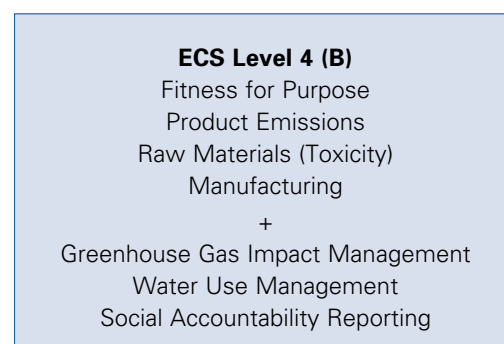 ECS Level 4 (B)
Fitness for Purpose
Product Emissions
Raw Materials (Toxicity)
Manufacturing
+
Greenhouse Gas Impact Management
Water Use Management
Social Accountability Reporting